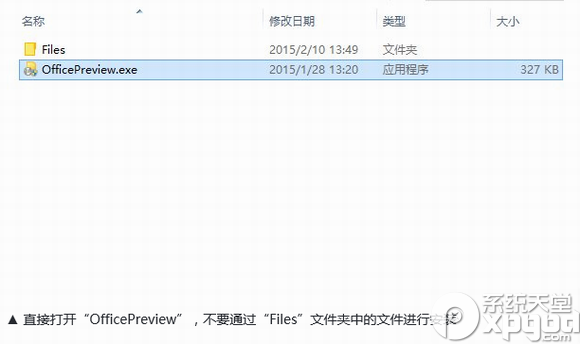 名称 修改日期 类型 大小
Files 2015/2/10 13:49 文件夹
OfficePreview.exe 2015/1/28 13:20 应用程序 327 KB
▲ 直接打开“OfficePreview”，不要通过“Files”文件夹中的文件进行安装
系统天堂
xpgod